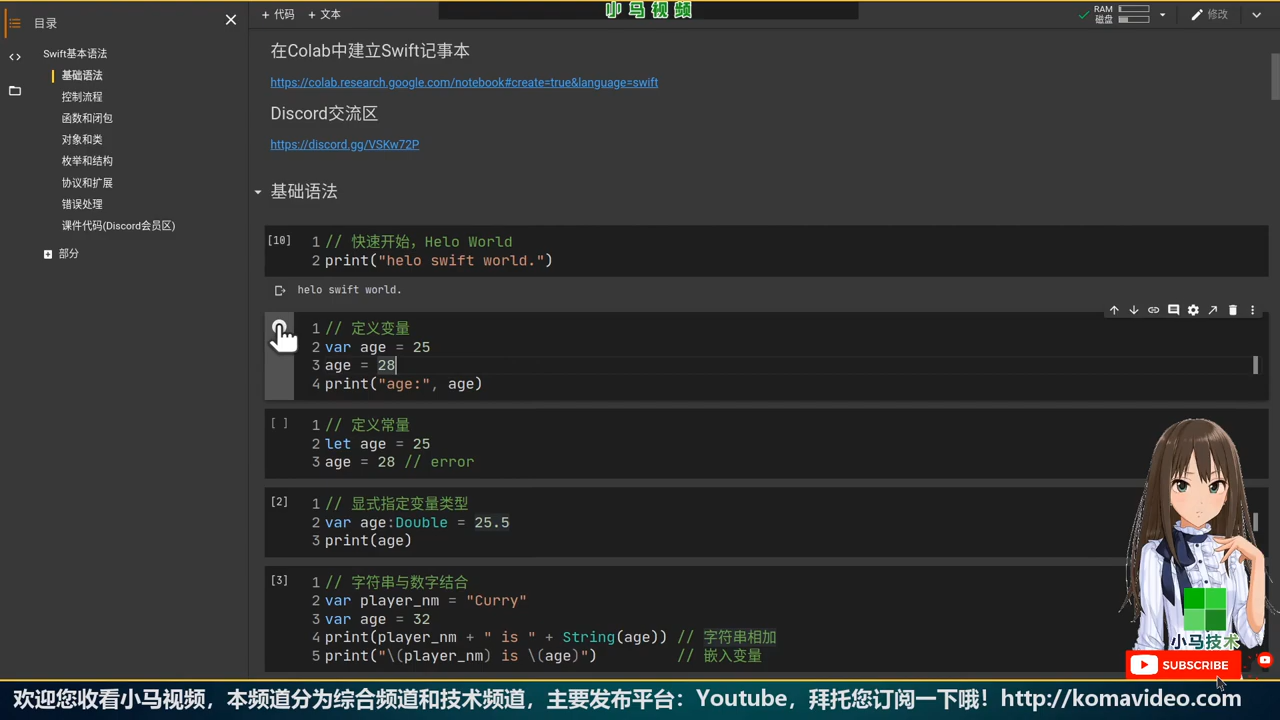 小马视频
目录
+ 代码 + 文本
RAM
磁盘
修改
Swift基本语法
基础语法
控制流程
函数和闭包
对象和类
枚举和结构
协议和扩展
错误处理
课件代码(Discord会员区)
部分
在Colab中建立Swift记事本
https://colab.research.google.com/notebook#create=true&language=swift
Discord交流区
https://discord.gg/VSKw72P
基础语法
[10]
1 // 快速开始，Helo World
2 print("helo swift world.")
helo swift world.
1 // 定义变量
2 var age = 25
3 age = 28
4 print("age:", age)
[ ]
1 // 定义常量
2 let age = 25
3 age = 28 // error
[2]
1 // 显式指定变量类型
2 var age:Double = 25.5
3 print(age)
[3]
1 // 字符串与数字结合
2 var player_nm = "Curry"
3 var age = 32
4 print(player_nm + " is " + String(age)) // 字符串相加
5 print("\(player_nm) is \(age)") // 嵌入变量
小马技术
SUBSCRIBE
欢迎您收看小马视频，本频道分为综合频道和技术频道，主要发布平台：Youtube，拜托您订阅一下哦！http://komavideo.com